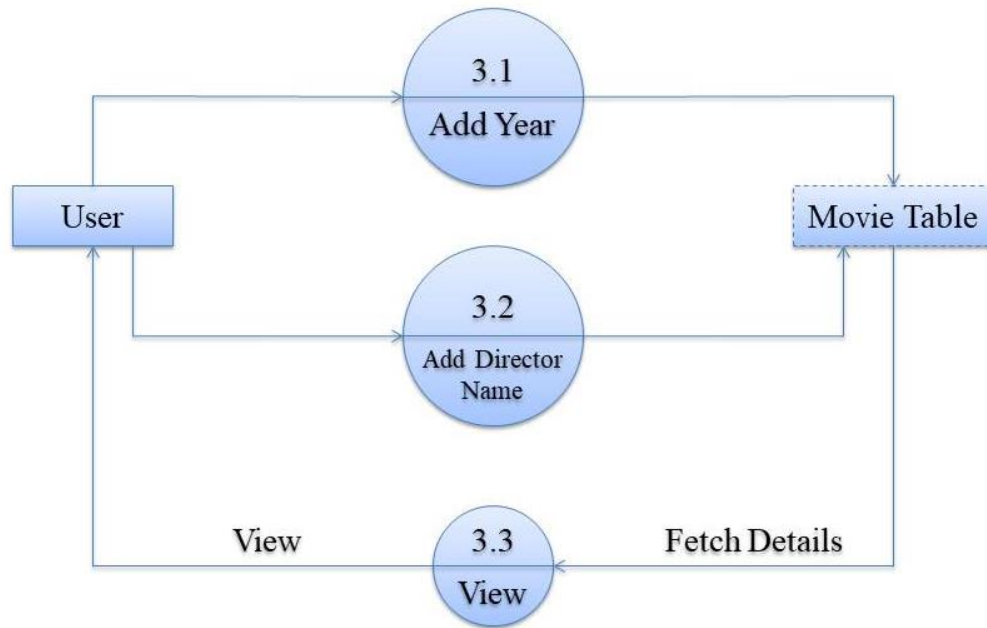 3.1
Add Year
User
Movie Table
3.2
Add Director
Name
View
3.3
View
Fetch Details